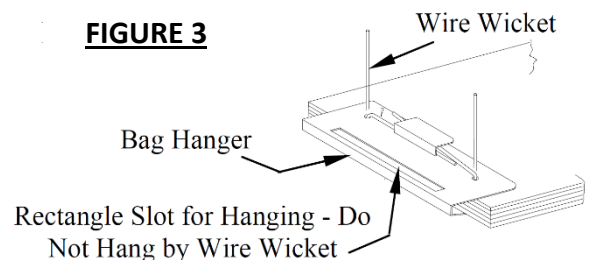 FIGURE 3
Wire Wicket
Bag Hanger
Rectangle Slot for Hanging - Do
Not Hang by Wire Wicket